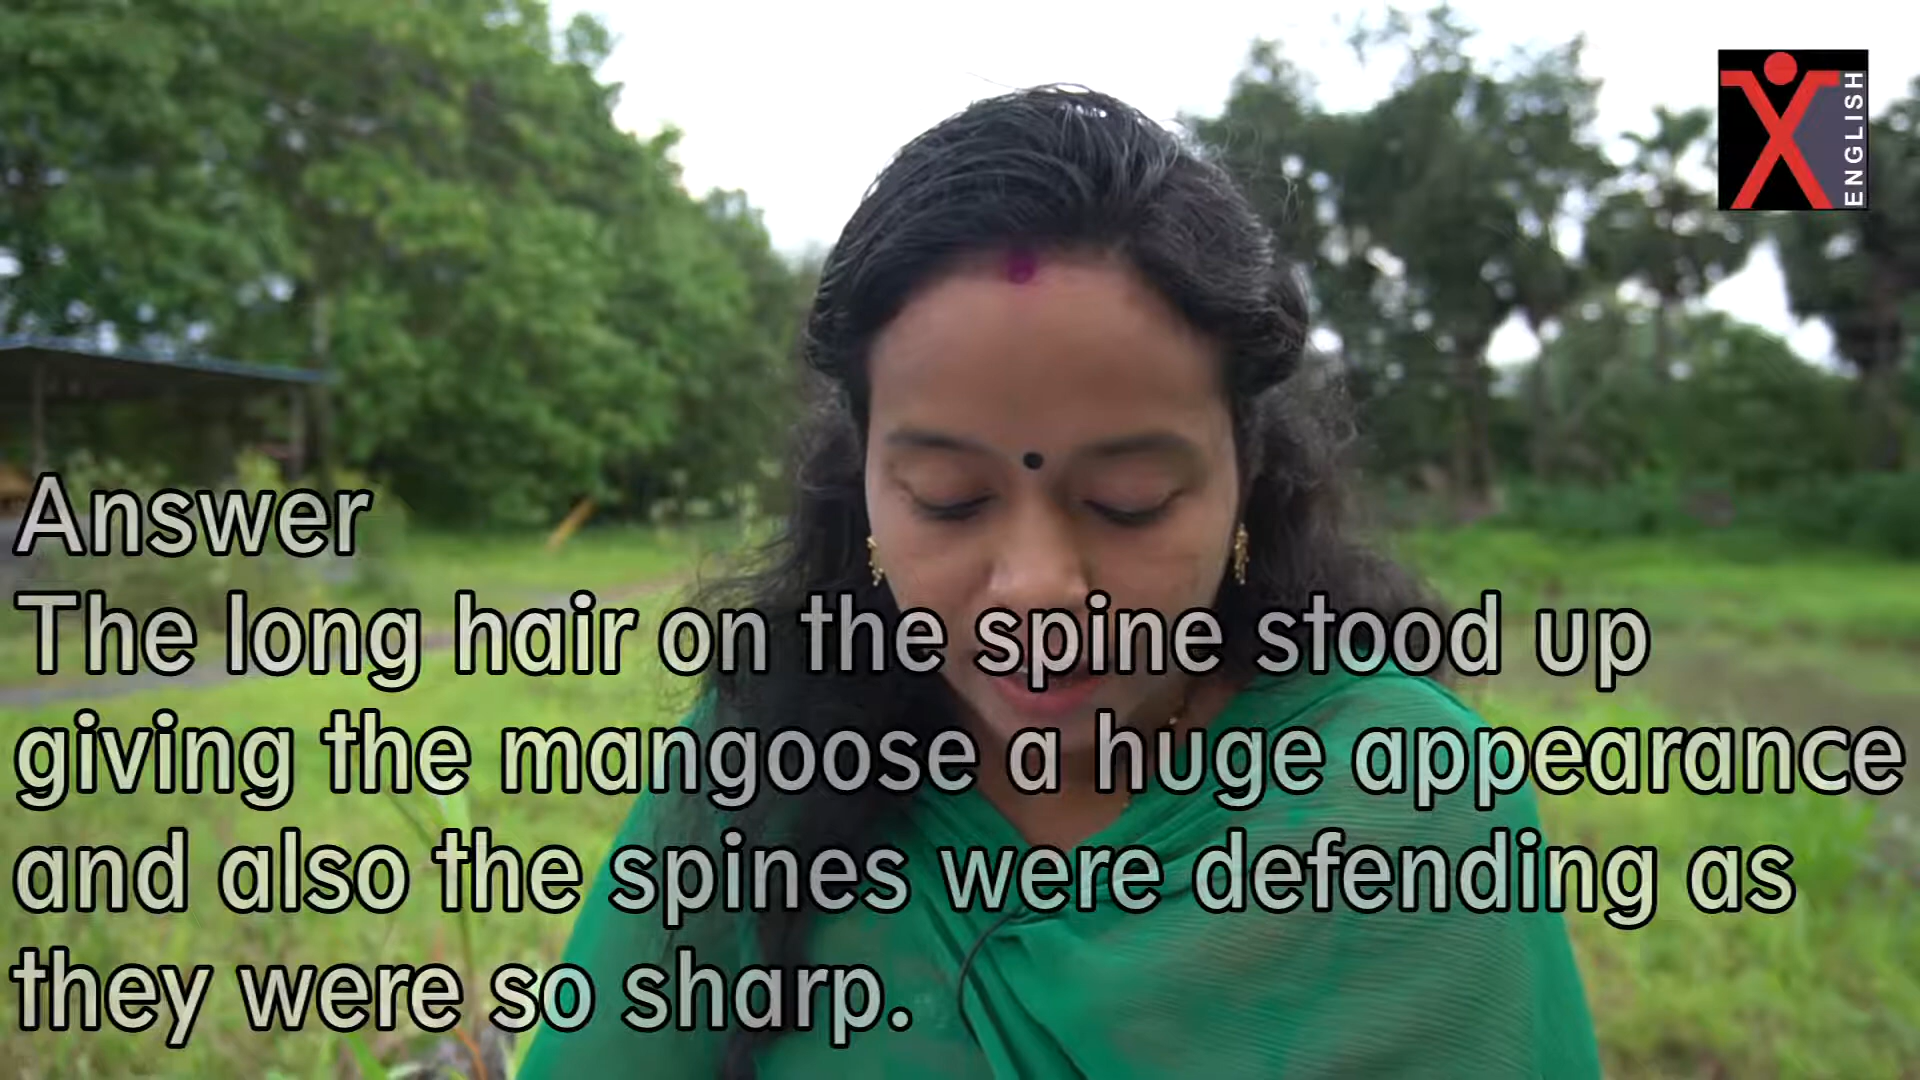 ENGLISH
Answer
The long hair on the spine stood up
giving the mangoose a huge appearance
and also the spines were defending as
they were so sharp.